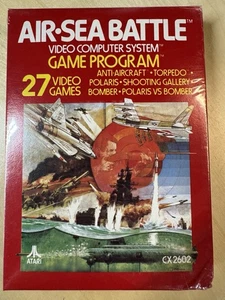 AIR-SEA BATTLE™
VIDEO COMPUTER SYSTEM™
GAME PROGRAM™
27 VIDEO GAMES
ANTI-AIRCRAFT • TORPEDO •
POLARIS • SHOOTING GALLERY
BOMBER • POLARIS VS BOMBER
ATARI
CX2602